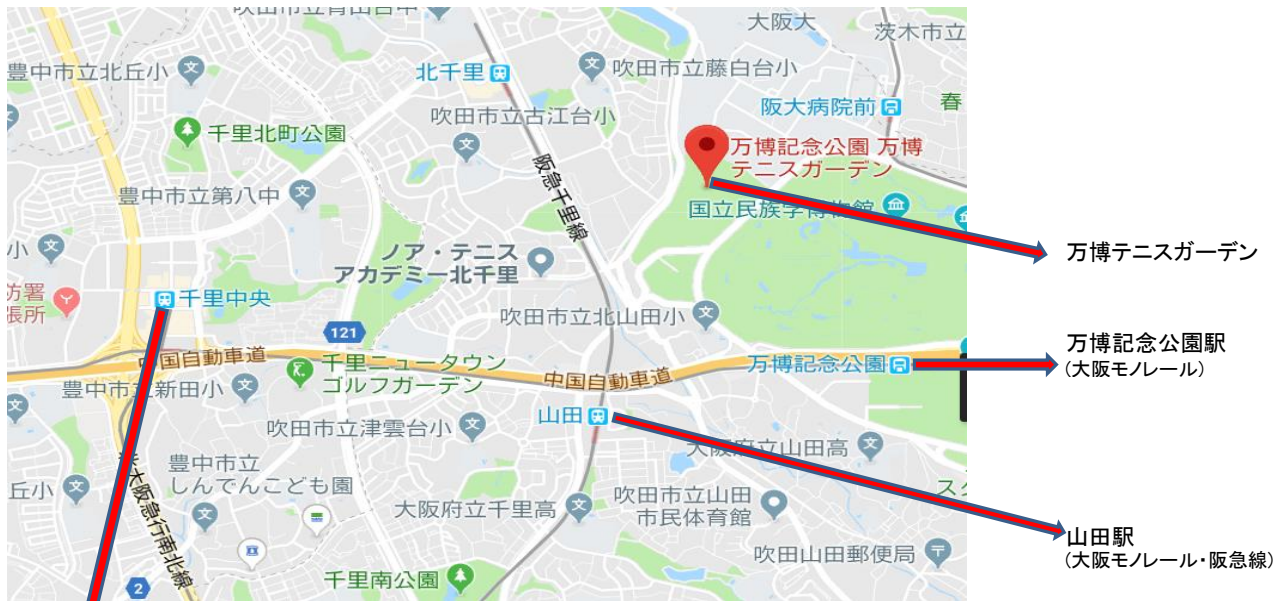 吹田市立青山台中
大阪大
茨木市立
豊中市立北丘小
北千里
吹田市立藤白台小
阪大病院前
春
吹田市立古江台小
千里北町公園
万博記念公園 万博
テニスガーデン
阪急千里線
豊中市立第八中
国立民族学博物館
小
ノア・テニス
アカデミー北千里
万博テニスガーデン
防署
張所
千里中央
吹田市立北山田小
121
中国自動車道
千里ニュータウン
ゴルフガーデン
中国自動車道
万博記念公園
万博記念公園駅
(大阪モノレール)
豊中市立新田小
山田
吹田市立津雲台小
大阪府立山田高
豊中市立
しんでんこども園
丘小
北大阪急行南北線
大阪府立千里高
吹田市立山田
市民体育館
ス
山田駅
(大阪モノレール・阪急線)
吹田山田郵便局
千里南公園
2